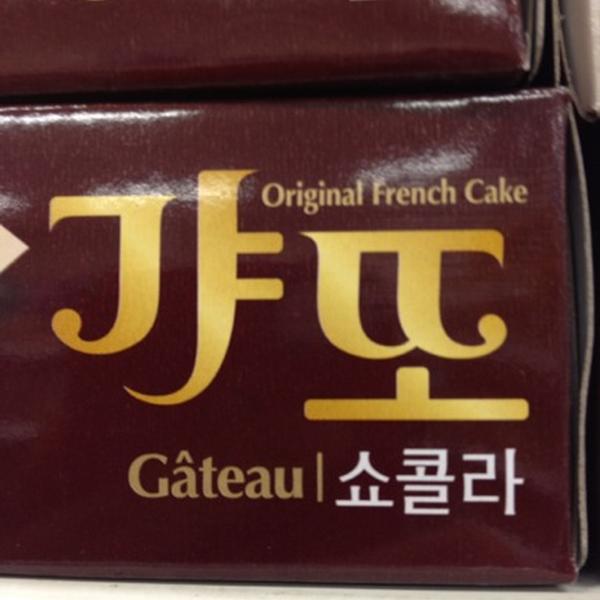 Original French Cake
갸또
Gâteau | 쇼콜라